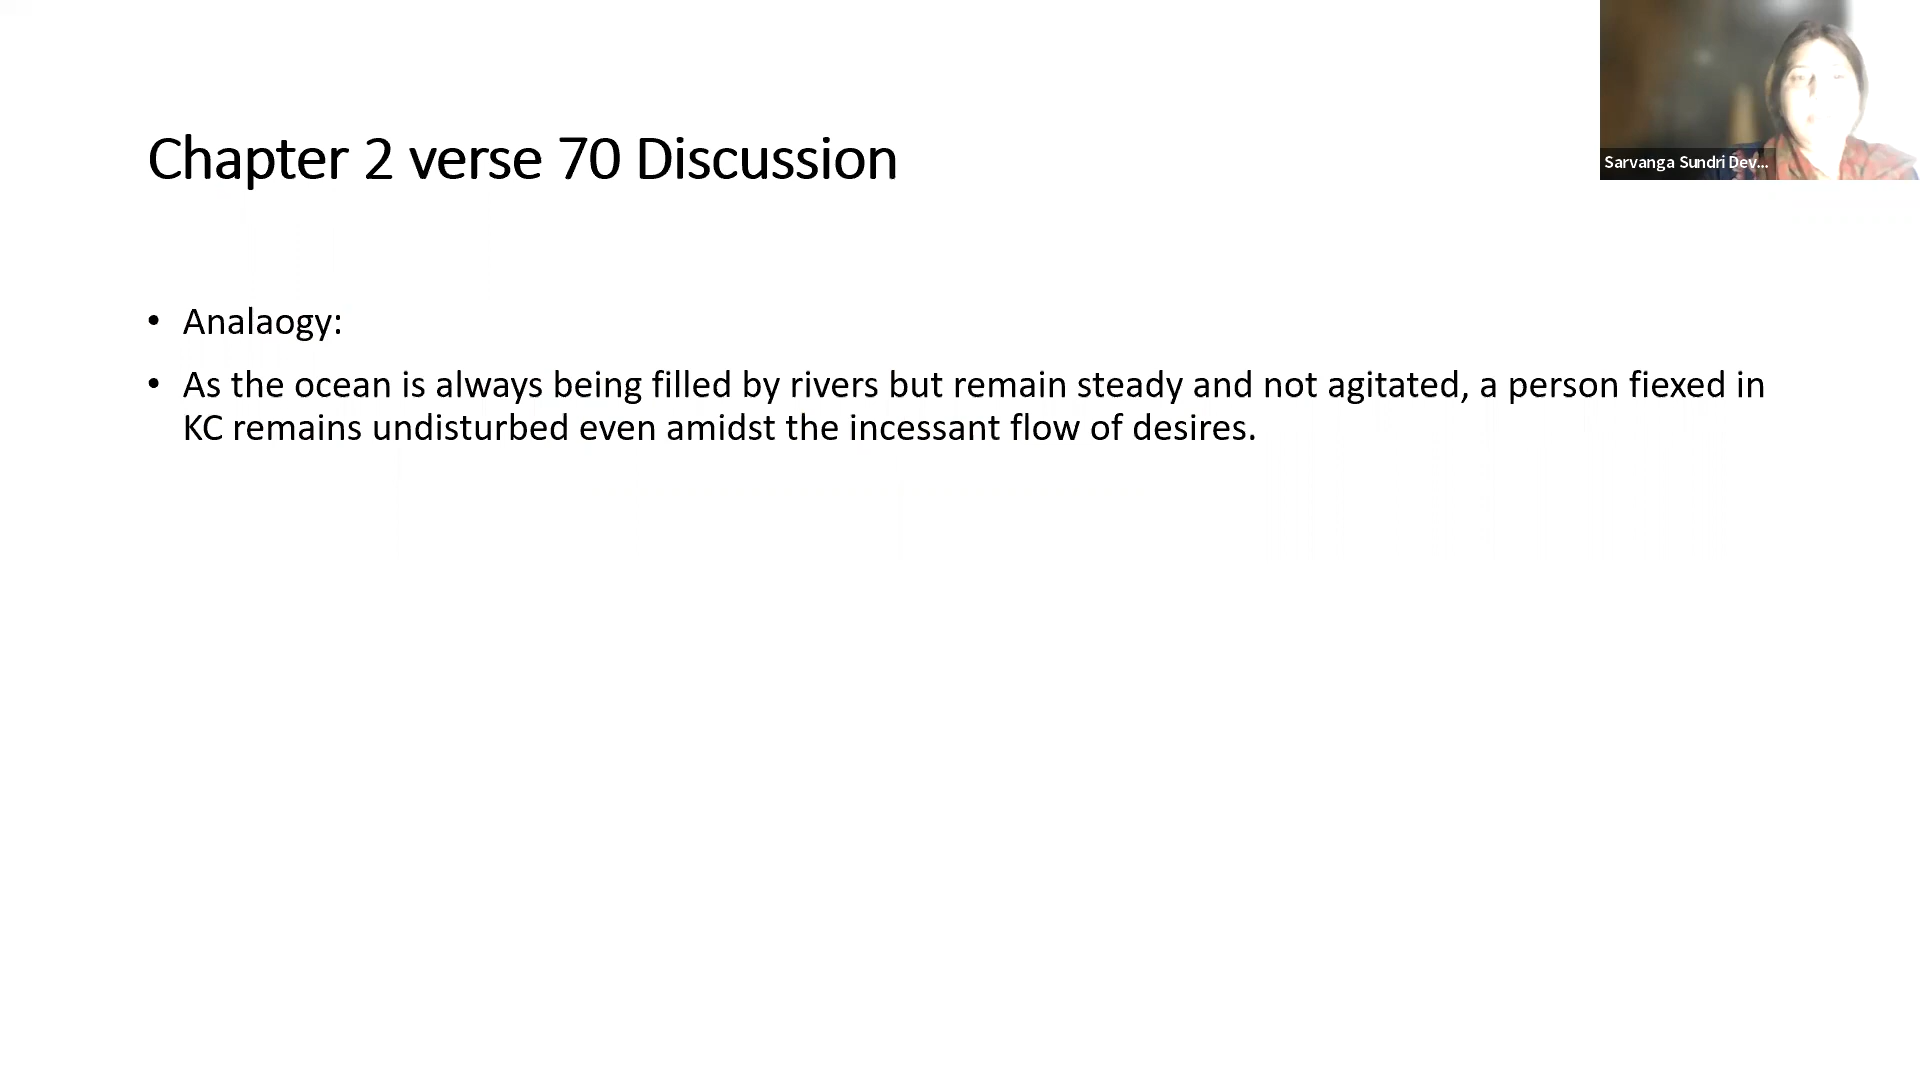 Chapter 2 verse 70 Discussion
Sarvanga Sundri Dev...
• Analaogy:
• As the ocean is always being filled by rivers but remain steady and not agitated, a person fiexed in
KC remains undisturbed even amidst the incessant flow of desires.